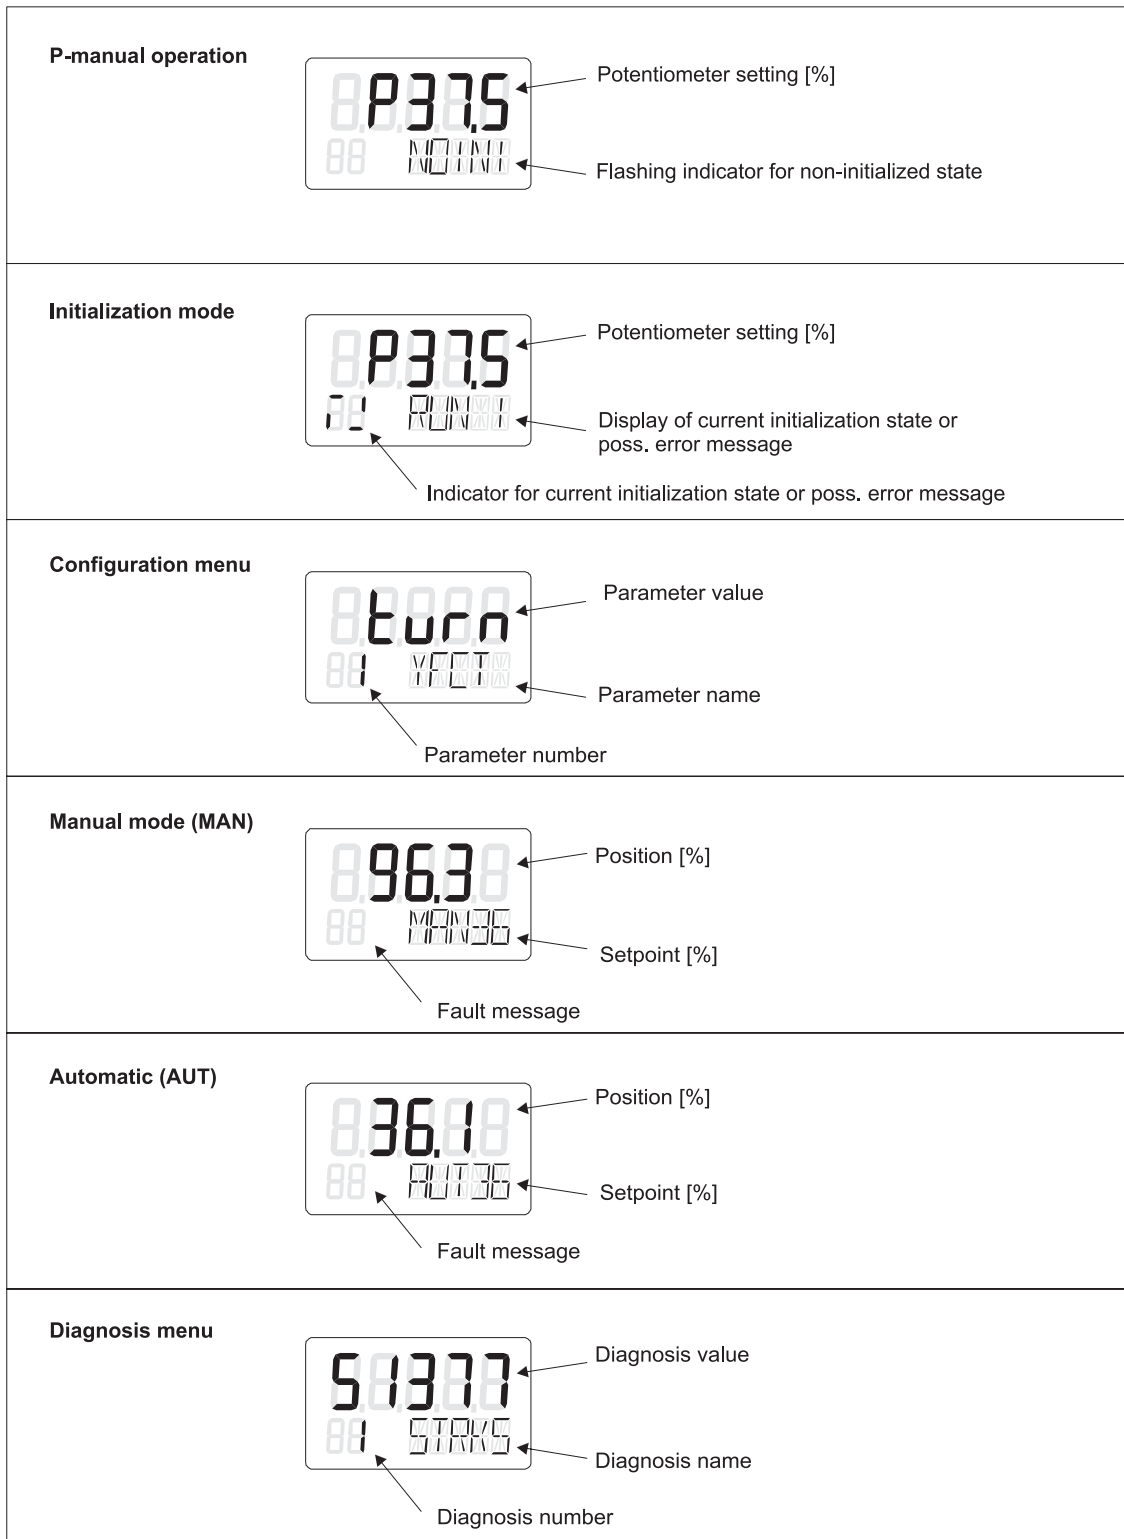 P-manual operation
P37,5
Potentiometer setting [%]
NOINI
Flashing indicator for non-initialized state
Initialization mode
P37,5
Potentiometer setting [%]
RUN 1
Display of current initialization state or
poss. error message
Indicator for current initialization state or poss. error message
Configuration menu
turn
Parameter value
1 YFCT
Parameter name
Parameter number
Manual mode (MAN)
96,3
Position [%]
MAN36
Setpoint [%]
Fault message
Automatic (AUT)
36,1
Position [%]
AUT36
Setpoint [%]
Fault message
Diagnosis menu
51377
Diagnosis value
1 STRKS
Diagnosis name
Diagnosis number